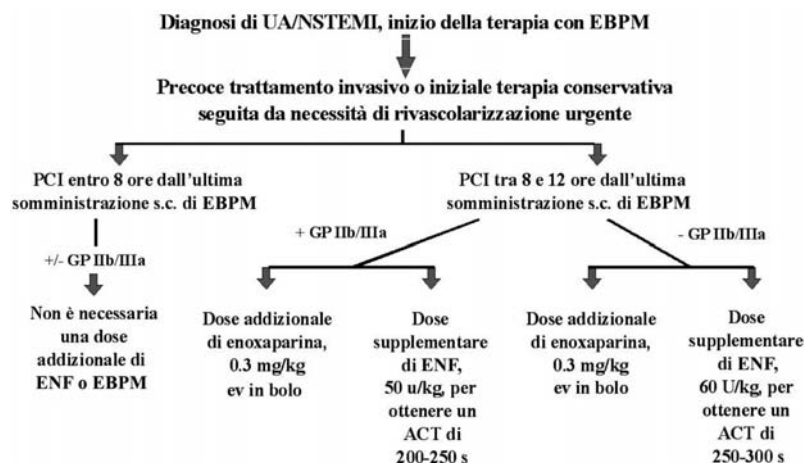 Diagnosi di UA/NSTEMI, inizio della terapia con EBPM
Precoce trattamento invasivo o iniziale terapia conservativa
seguita da necessità di rivascolarizzazione urgente
PCI entro 8 ore dall'ultima
somministrazione s.c. di EBPM
PCI tra 8 e 12 ore dall'ultima
somministrazione s.c. di EBPM
+/- GP IIb/IIIa
+ GP IIb/IIIa
- GP IIb/IIIa
Non è necessaria
una dose
addizionale di
ENF o EBPM
Dose addizionale
di enoxaparina,
0.3 mg/kg
ev in bolo
Dose
supplementare
di ENF,
50 u/kg, per
ottenere un
ACT di
200-250 s
Dose addizionale
di enoxaparina,
0.3 mg/kg
ev in bolo
Dose
supplementare
di ENF,
60 U/kg, per
ottenere un
ACT di
250-300 s